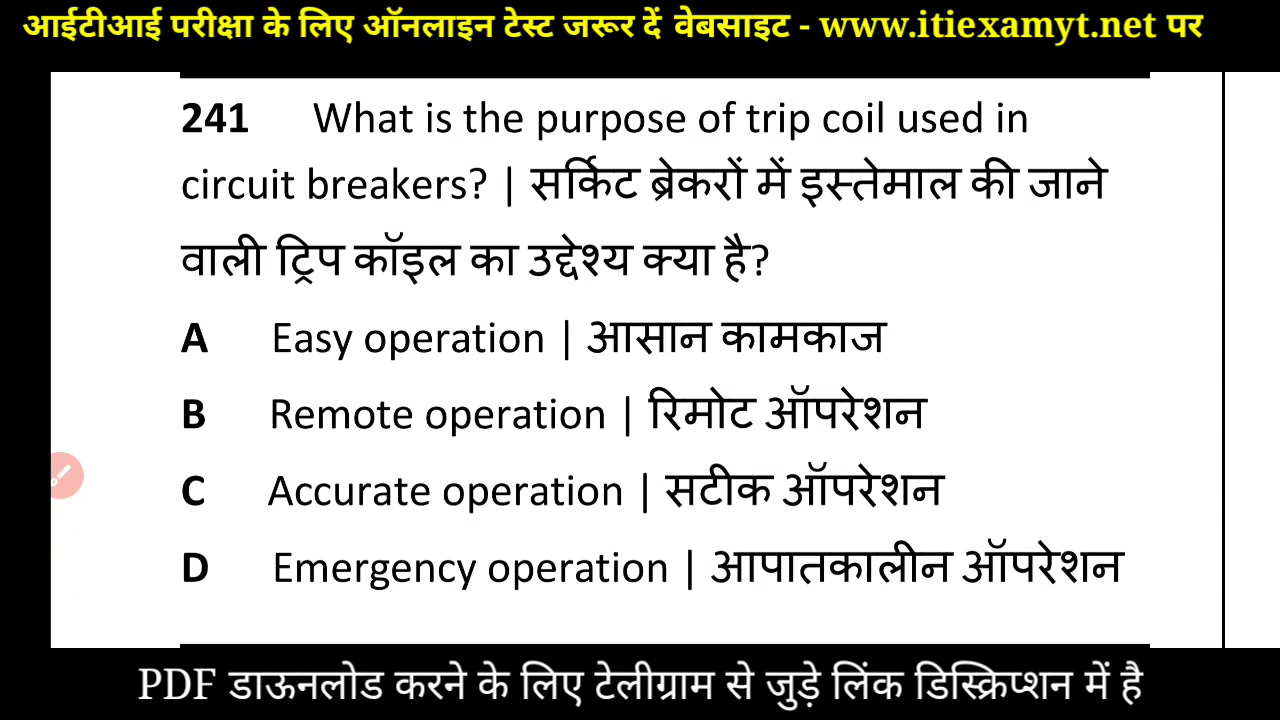 आईटीआई परीक्षा के लिए ऑनलाइन टेस्ट जरूर दें वेबसाइट - www.itiexamyt.net पर
241 What is the purpose of trip coil used in
circuit breakers? | सर्किट ब्रेकरों में इस्तेमाल की जाने
वाली ट्रिप कॉइल का उद्देश्य क्या है?
A Easy operation | आसान कामकाज
B Remote operation | रिमोट ऑपरेशन
C Accurate operation | सटीक ऑपरेशन
D Emergency operation | आपातकालीन ऑपरेशन
PDF डाऊनलोड करने के लिए टेलीग्राम से जुड़े लिंक डिस्क्रिप्शन में है